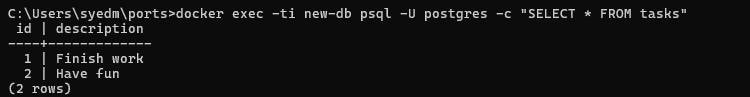 C:\Users\syedm\ports>docker exec -ti new-db psql -U postgres -c "SELECT * FROM tasks"
 id | description
----+-------------
  1 | Finish work
  2 | Have fun
(2 rows)